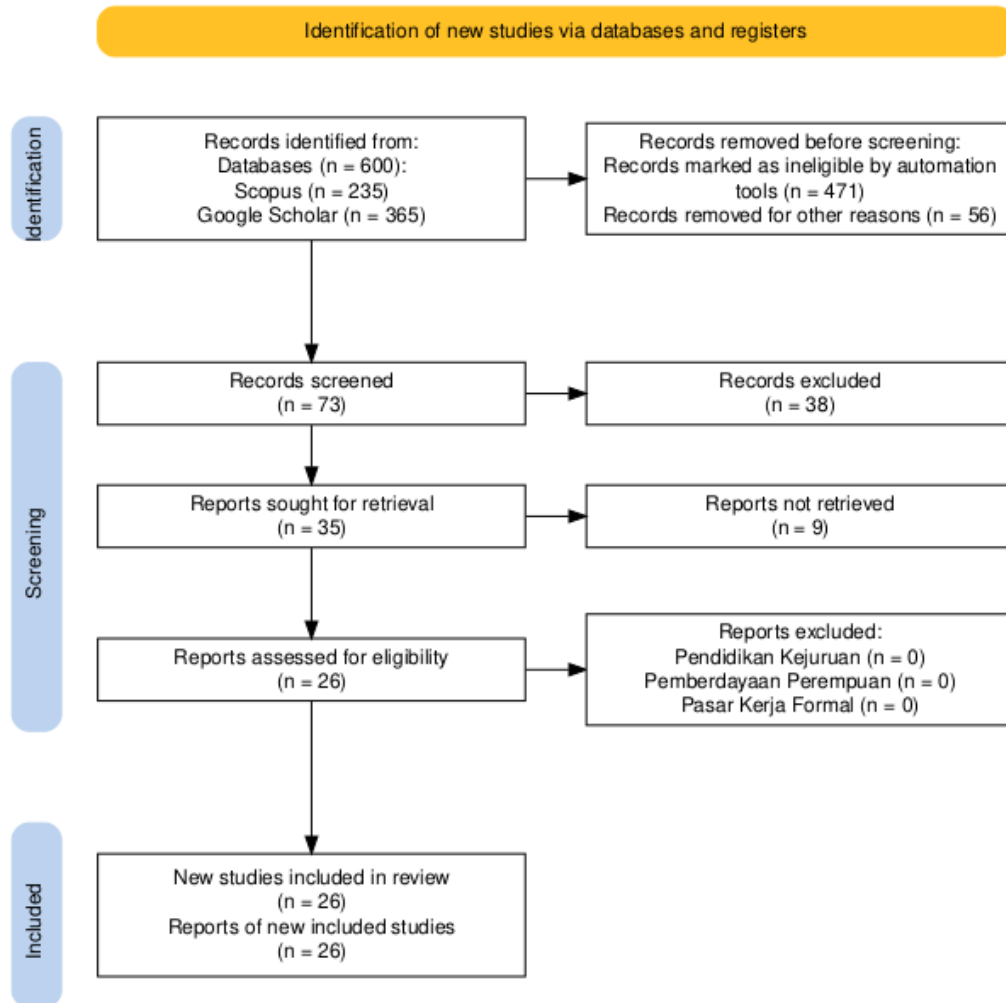 Identification of new studies via databases and registers
Identification
Records identified from:
Databases (n = 600):
Scopus (n = 235)
Google Scholar (n = 365)
Records removed before screening:
Records marked as ineligible by automation
tools (n = 471)
Records removed for other reasons (n = 56)
Screening
Records screened
(n = 73)
Records excluded
(n = 38)
Reports sought for retrieval
(n = 35)
Reports not retrieved
(n = 9)
Reports assessed for eligibility
(n = 26)
Reports excluded:
Pendidikan Kejuruan (n = 0)
Pemberdayaan Perempuan (n = 0)
Pasar Kerja Formal (n = 0)
Included
New studies included in review
(n = 26)
Reports of new included studies
(n = 26)